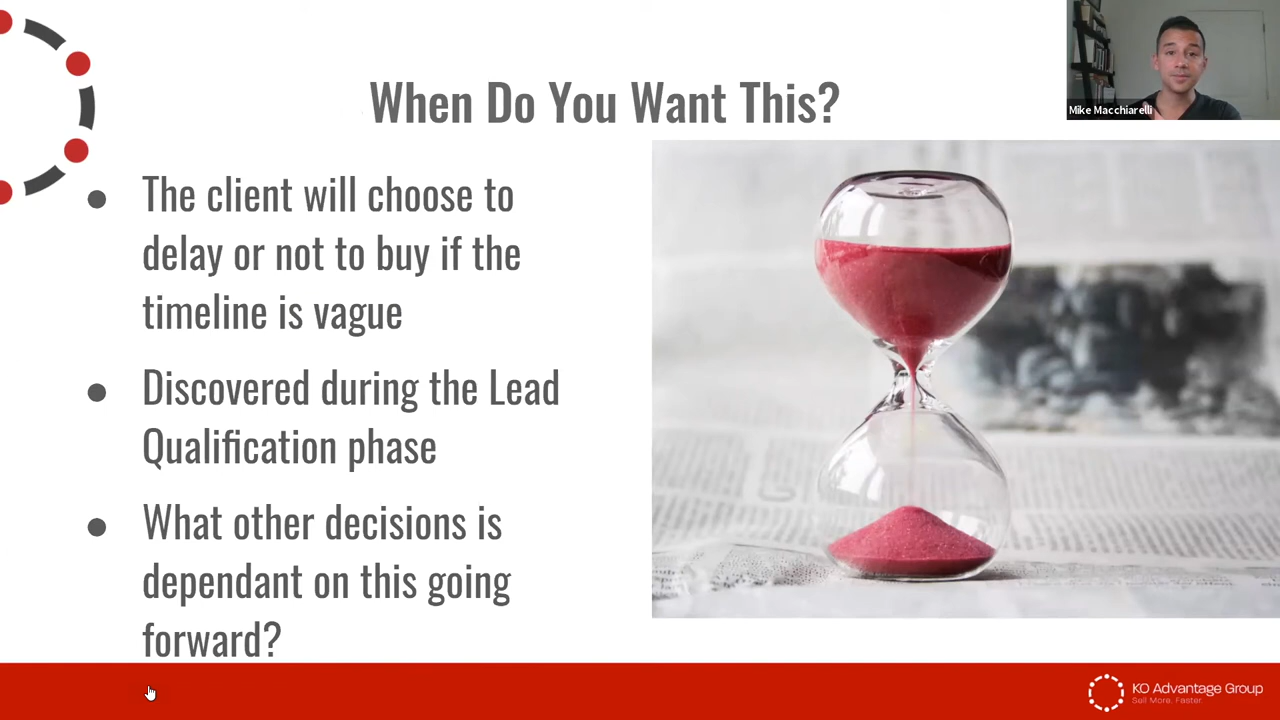 When Do You Want This?
Mike Macchiarelli
● The client will choose to
delay or not to buy if the
timeline is vague
● Discovered during the Lead
Qualification phase
● What other decisions is
dependant on this going
forward?
KO Advantage Group
Sell More. Faster.